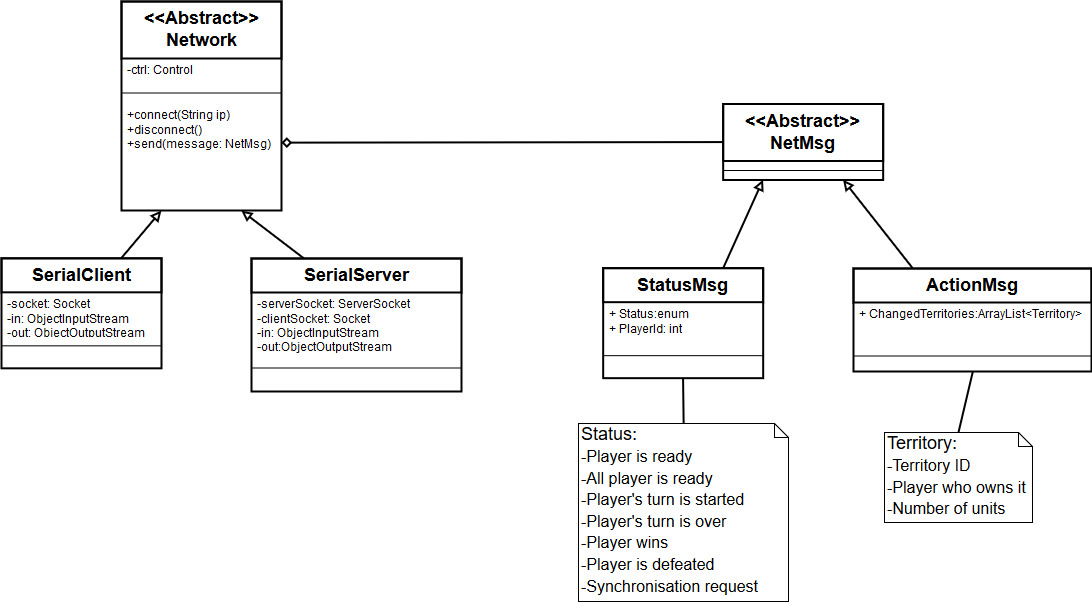 <<Abstract>>
Network
-ctrl: Control
+connect(String ip)
+disconnect()
+send(message: NetMsg)
<<Abstract>>
NetMsg
SerialClient
-socket: Socket
-in: ObjectInputStream
-out: ObjectOutputStream
SerialServer
-serverSocket: ServerSocket
-clientSocket: Socket
-in: ObjectInputStream
-out:ObjectOutputStream
StatusMsg
+ Status:enum
+ PlayerId: int
ActionMsg
+ ChangedTerritories:ArrayList<Territory>
Status:
-Player is ready
-All player is ready
-Player's turn is started
-Player's turn is over
-Player wins
-Player is defeated
-Synchronisation request
Territory:
-Territory ID
-Player who owns it
-Number of units